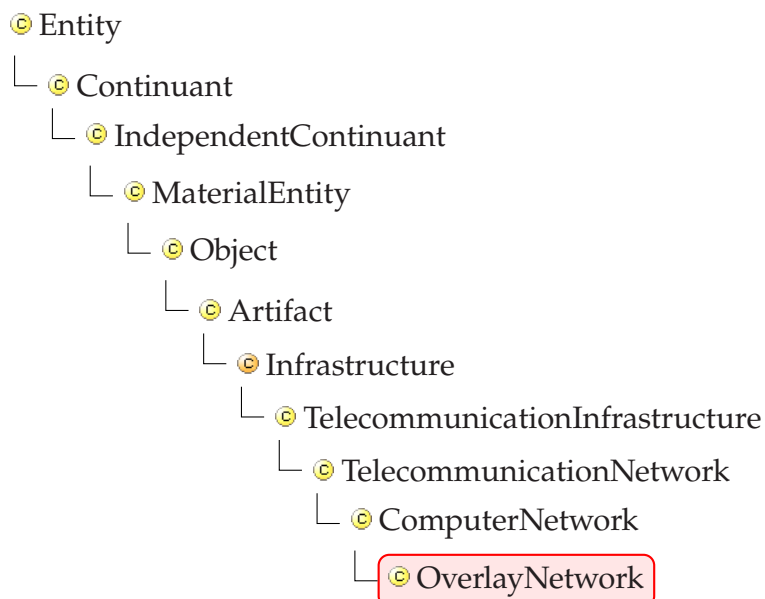 Entity
Continuant
IndependentContinuant
MaterialEntity
Object
Artifact
Infrastructure
TelecommunicationInfrastructure
TelecommunicationNetwork
ComputerNetwork
OverlayNetwork